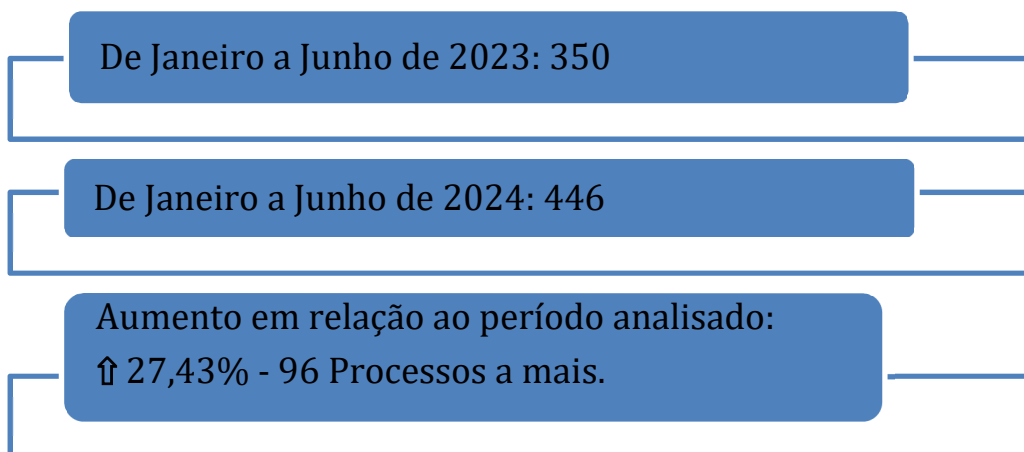 De Janeiro a Junho de 2023: 350
De Janeiro a Junho de 2024: 446
Aumento em relação ao período analisado:
⇧ 27,43% - 96 Processos a mais.